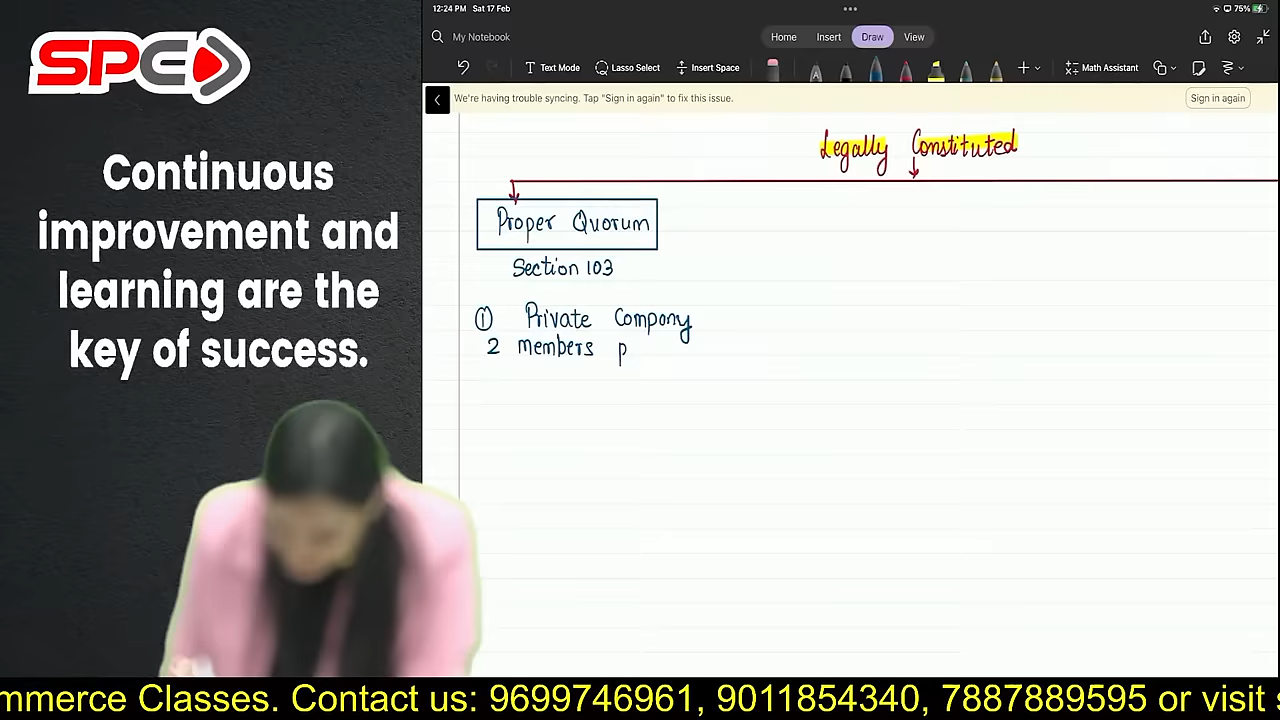 SPC
Continuous
improvement and
learning are the
key of success.
12:24 PM Sat 17 Feb
75%
My Notebook
Home Insert Draw View
Text Mode Lasso Select Insert Space Math Assistant
We're having trouble syncing. Tap "Sign in again" to fix this issue.
Sign in again
Legally Constituted
Proper Quorum
Section 103
① Private Company
2 members p
mmerce Classes. Contact us: 9699746961, 9011854340, 7887889595 or visit s